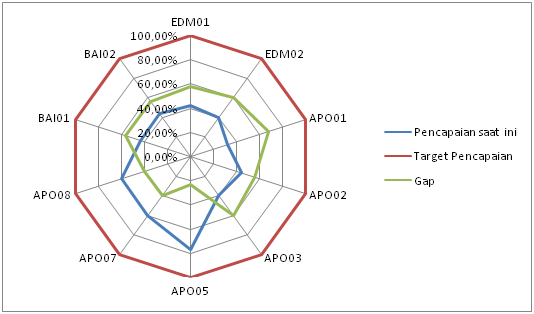 EDM01
100,00%
BAI02
EDM02
80,00%
60,00%
BAI01
APO01
40,00%
Pencapaian saat ini
20,00%
0,00%
Target Pencapaian
Gap
APO08
APO02
APO07
APO03
APO05